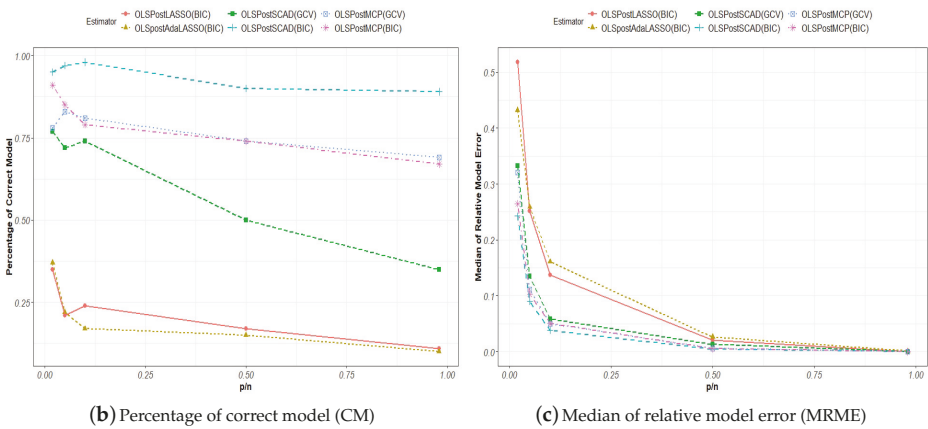 OLSPostLASSO(BIC) OLSPostSCAD(GCV) OLSPostMCP(GCV)
Estimator
OLSpostAdaLASSO(BIC) OLSPostSCAD(BIC) OLSPostMCP(BIC)
1.00
0.75
0.50
0.25
Percentage of Correct Model
0.00 0.25 0.50 0.75 1.00
p/n
(b) Percentage of correct model (CM)
OLSPostLASSO(BIC) OLSPostSCAD(GCV) OLSPostMCP(GCV)
Estimator
OLSpostAdaLASSO(BIC) OLSPostSCAD(BIC) OLSPostMCP(BIC)
0.5
0.4
0.3
0.2
0.1
0.0
Median of Relative Model Error
0.00 0.25 0.50 0.75 1.00
p/n
(c) Median of relative model error (MRME)